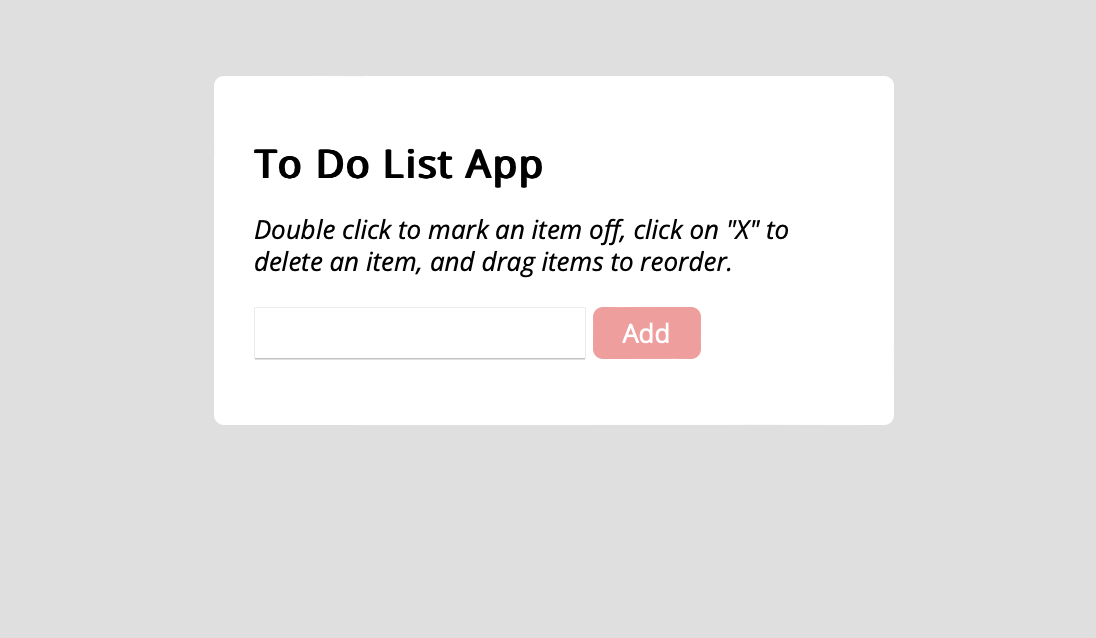 To Do List App
Double click to mark an item off, click on "X" to
delete an item, and drag items to reorder.
Add